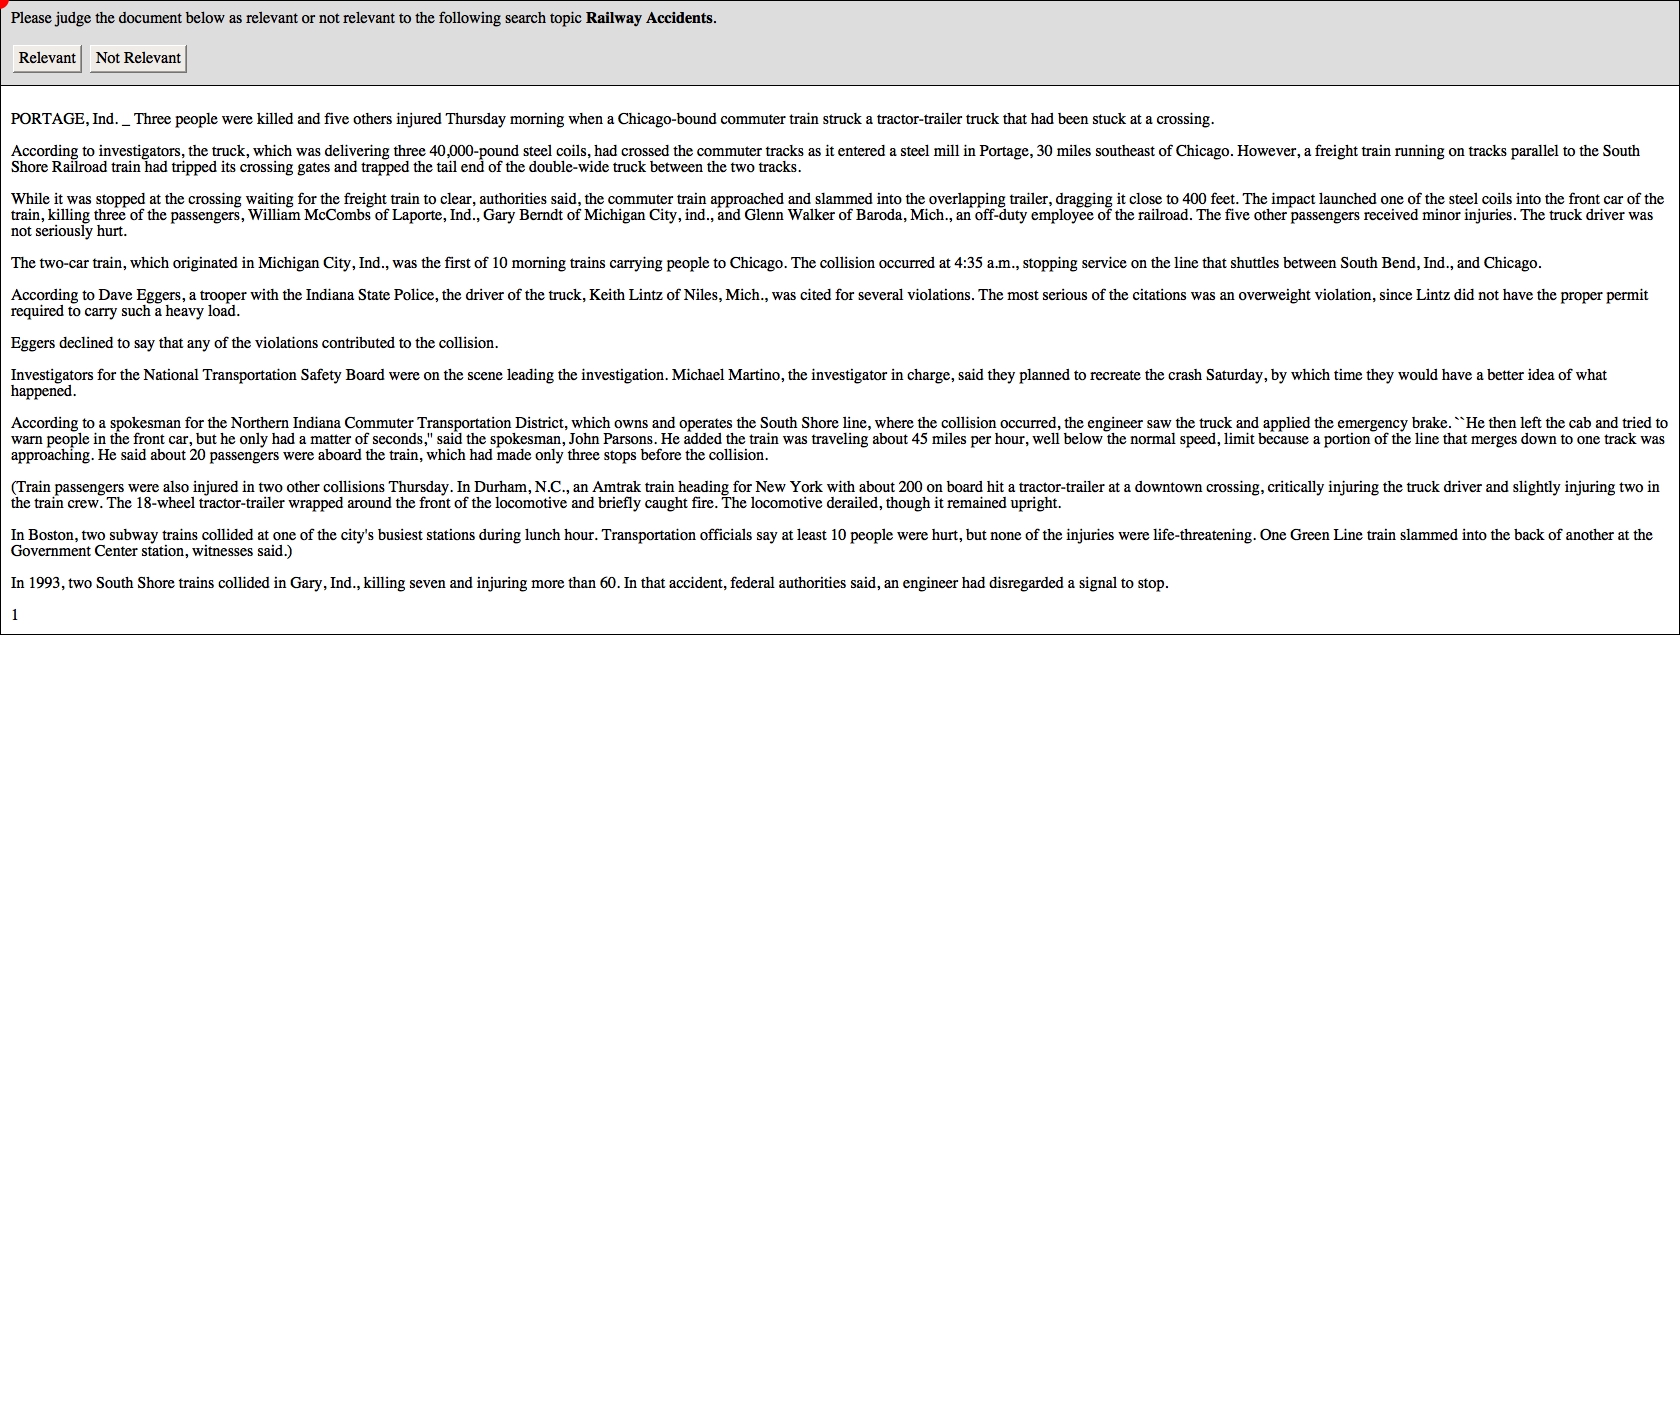 Please judge the document below as relevant or not relevant to the following search topic Railway Accidents.
Relevant Not Relevant
PORTAGE, Ind. _ Three people were killed and five others injured Thursday morning when a Chicago-bound commuter train struck a tractor-trailer truck that had been stuck at a crossing.
According to investigators, the truck, which was delivering three 40,000-pound steel coils, had crossed the commuter tracks as it entered a steel mill in Portage, 30 miles southeast of Chicago. However, a freight train running on tracks parallel to the South
Shore Railroad train had tripped its crossing gates and trapped the tail end of the double-wide truck between the two tracks.
While it was stopped at the crossing waiting for the freight train to clear, authorities said, the commuter train approached and slammed into the overlapping trailer, dragging it close to 400 feet. The impact launched one of the steel coils into the front car of the
train, killing three of the passengers, William McCombs of Laporte, Ind., Gary Berndt of Michigan City, ind., and Glenn Walker of Baroda, Mich., an off-duty employee of the railroad. The five other passengers received minor injuries. The truck driver was
not seriously hurt.
The two-car train, which originated in Michigan City, Ind., was the first of 10 morning trains carrying people to Chicago. The collision occurred at 4:35 a.m., stopping service on the line that shuttles between South Bend, Ind., and Chicago.
According to Dave Eggers, a trooper with the Indiana State Police, the driver of the truck, Keith Lintz of Niles, Mich., was cited for several violations. The most serious of the citations was an overweight violation, since Lintz did not have the proper permit
required to carry such a heavy load.
Eggers declined to say that any of the violations contributed to the collision.
Investigators for the National Transportation Safety Board were on the scene leading the investigation. Michael Martino, the investigator in charge, said they planned to recreate the crash Saturday, by which time they would have a better idea of what
happened.
According to a spokesman for the Northern Indiana Commuter Transportation District, which owns and operates the South Shore line, where the collision occurred, the engineer saw the truck and applied the emergency brake. ``He then left the cab and tried to
warn people in the front car, but he only had a matter of seconds,'' said the spokesman, John Parsons. He added the train was traveling about 45 miles per hour, well below the normal speed, limit because a portion of the line that merges down to one track was
approaching. He said about 20 passengers were aboard the train, which had made only three stops before the collision.
(Train passengers were also injured in two other collisions Thursday. In Durham, N.C., an Amtrak train heading for New York with about 200 on board hit a tractor-trailer at a downtown crossing, critically injuring the truck driver and slightly injuring two in
the train crew. The 18-wheel tractor-trailer wrapped around the front of the locomotive and briefly caught fire. The locomotive derailed, though it remained upright.
In Boston, two subway trains collided at one of the city's busiest stations during lunch hour. Transportation officials say at least 10 people were hurt, but none of the injuries were life-threatening. One Green Line train slammed into the back of another at the
Government Center station, witnesses said.)
In 1993, two South Shore trains collided in Gary, Ind., killing seven and injuring more than 60. In that accident, federal authorities said, an engineer had disregarded a signal to stop.
1